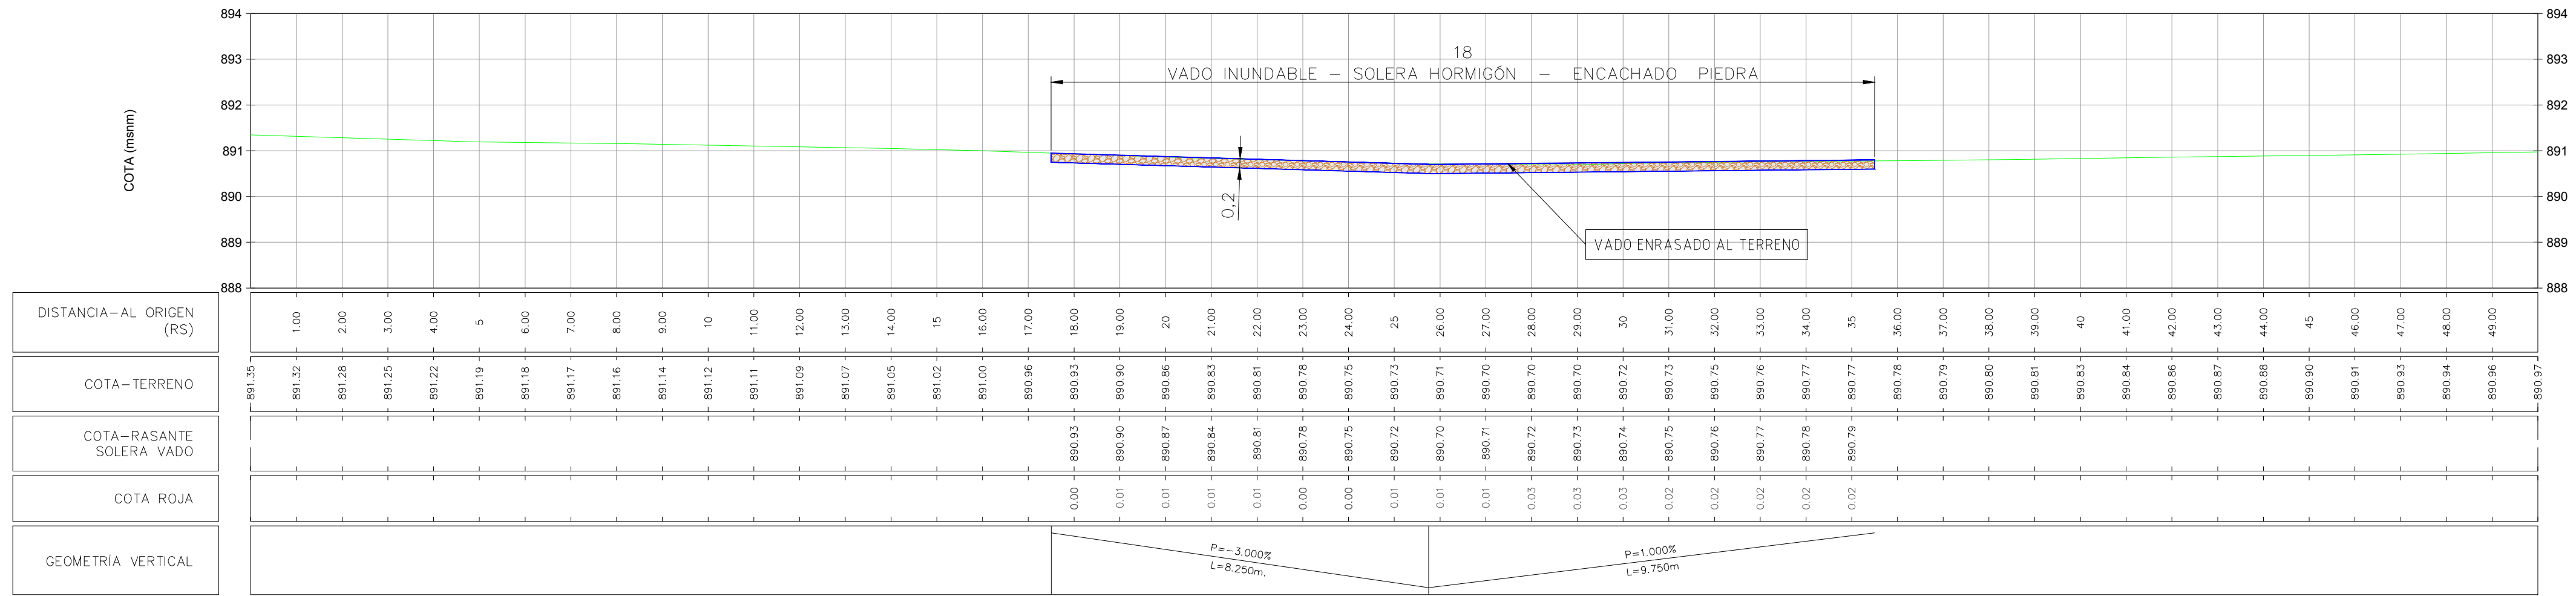 894
893
892
891
890
889
888
COTA (msnm)
894
893
892
891
890
889
888
18
VADO INUNDABLE – SOLERA HORMIGÓN – ENCACHADO PIEDRA
0,2
VADO ENRASADO AL TERRENO
DISTANCIA–AL ORIGEN
(RS)
1.00 2.00 3.00 4.00 5 6.00 7.00 8.00 9.00 10 11.00 12.00 13.00 14.00 15 16.00 17.00 18.00 19.00 20 21.00 22.00 23.00 24.00 25 26.00 27.00 28.00 29.00 30 31.00 32.00 33.00 34.00 35 36.00 37.00 38.00 39.00 40 41.00 42.00 43.00 44.00 45 46.00 47.00 48.00 49.00
COTA–TERRENO
891.35 891.32 891.28 891.25 891.22 891.19 891.18 891.17 891.16 891.14 891.12 891.11 891.09 891.07 891.05 891.02 891.00 890.96 890.93 890.90 890.86 890.83 890.81 890.78 890.75 890.73 890.71 890.70 890.70 890.70 890.72 890.73 890.75 890.76 890.77 890.77 890.78 890.79 890.80 890.81 890.83 890.84 890.86 890.87 890.88 890.90 890.91 890.93 890.94 890.96 890.97
COTA–RASANTE
SOLERA VADO
890.93 890.90 890.87 890.84 890.81 890.78 890.75 890.72 890.70 890.71 890.72 890.73 890.74 890.75 890.76 890.77 890.78 890.79
COTA ROJA
0.00 0.01 0.01 0.01 0.01 0.00 0.00 0.01 0.01 0.01 0.03 0.03 0.03 0.02 0.02 0.02 0.02 0.02
GEOMETRÍA VERTICAL
P=–3.000%
L=8.250m.
P=1.000%
L=9.750m